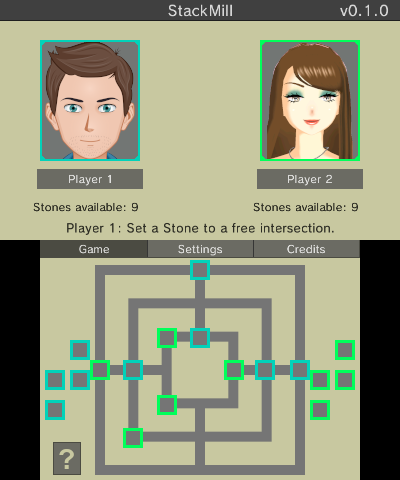 StackMill v0.1.0
Player 1 Player 2
Stones available: 9 Stones available: 9
Player 1: Set a Stone to a free intersection.
Game Settings Credits
?